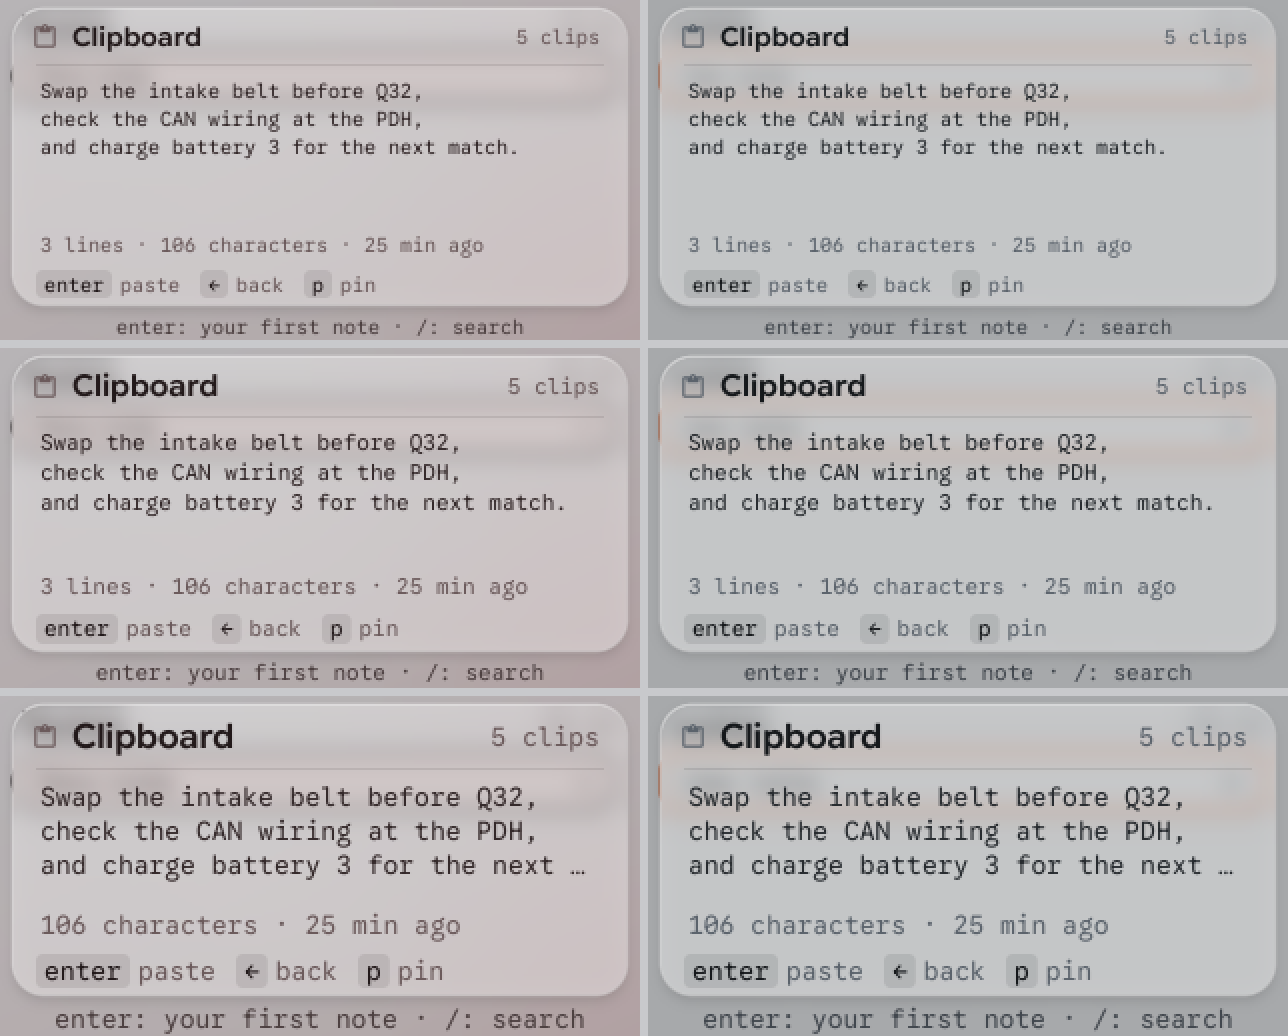 Clipboard 5 clips
Swap the intake belt before Q32,
check the CAN wiring at the PDH,
and charge battery 3 for the next match.
3 lines · 106 characters · 25 min ago
enter paste ← back p pin
enter: your first note · /: search
Clipboard 5 clips
Swap the intake belt before Q32,
check the CAN wiring at the PDH,
and charge battery 3 for the next match.
3 lines · 106 characters · 25 min ago
enter paste ← back p pin
enter: your first note · /: search
Clipboard 5 clips
Swap the intake belt before Q32,
check the CAN wiring at the PDH,
and charge battery 3 for the next match.
3 lines · 106 characters · 25 min ago
enter paste ← back p pin
enter: your first note · /: search
Clipboard 5 clips
Swap the intake belt before Q32,
check the CAN wiring at the PDH,
and charge battery 3 for the next match.
3 lines · 106 characters · 25 min ago
enter paste ← back p pin
enter: your first note · /: search
Clipboard 5 clips
Swap the intake belt before Q32,
check the CAN wiring at the PDH,
and charge battery 3 for the next …
106 characters · 25 min ago
enter paste ← back p pin
enter: your first note · /: search
Clipboard 5 clips
Swap the intake belt before Q32,
check the CAN wiring at the PDH,
and charge battery 3 for the next …
106 characters · 25 min ago
enter paste ← back p pin
enter: your first note · /: search